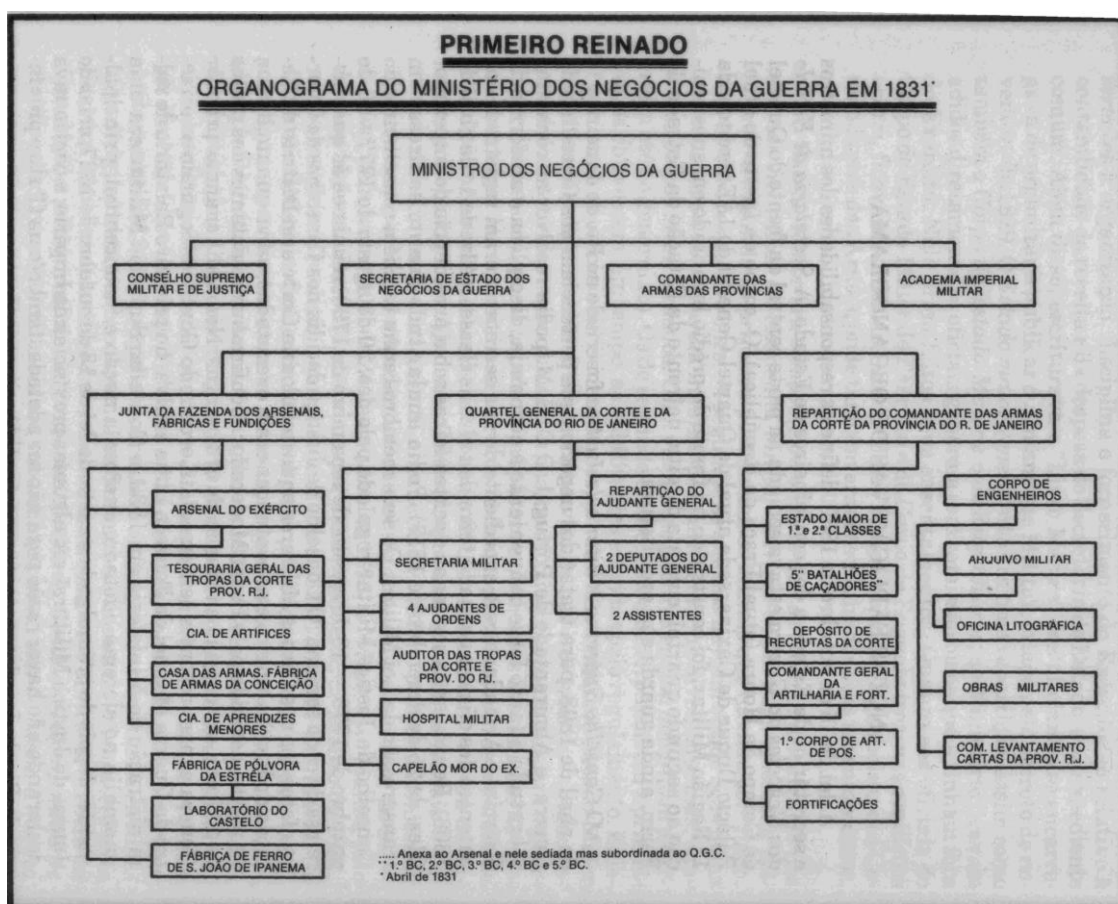 PRIMEIRO REINADO
ORGANOGRAMA DO MINISTÉRIO DOS NEGÓCIOS DA GUERRA EM 1831*
MINISTRO DOS NEGÓCIOS DA GUERRA
CONSELHO SUPREMO
MILITAR E DE JUSTIÇA
SECRETARIA DE ESTADO DOS
NEGÓCIOS DA GUERRA
COMANDANTE DAS
ARMAS DAS PROVÍNCIAS
ACADEMIA IMPERIAL
MILITAR
JUNTA DA FAZENDA DOS ARSENAIS,
FÁBRICAS E FUNDIÇÕES
QUARTEL GENERAL DA CORTE E DA
PROVÍNCIA DO RIO DE JANEIRO
REPARTIÇÃO DO COMANDANTE DAS ARMAS
DA CORTE DA PROVÍNCIA DO R. DE JANEIRO
ARSENAL DO EXÉRCITO
TESOURARIA GERÁL DAS
TROPAS DA CORTE
PROV. R.J.
CIA. DE ARTIFICES
CASA DAS ARMAS. FÁBRICA
DE ARMAS DA CONCEIÇÃO
CIA. DE APRENDIZES
MENORES
FÁBRICA DE PÓLVORA
DA ESTRÊLA
LABORATÓRIO DO
CASTELO
FÁBRIÇA DE FERRO
DE S. JOÃO DE IPANEMA
SECRETARIA MILITAR
4 AJUDANTES DE
ORDENS
AUDITOR DAS TROPAS
DA CORTE E
PROV. DO RJ.
HOSPITAL MILITAR
CAPELÃO MOR DO EX.
REPARTIÇÃO DO
AJUDANTE GENERAL
2 DEPUTADOS DO
AJUDANTE GENERAL
2 ASSISTENTES
ESTADO MAIOR DE
1.ª e 2.ª CLASSES
5** BATALHÕES
DE CAÇADORES**
DEPÓSITO DE
RECRUTAS DA CORTE
COMANDANTE GERAL
DA
ARTILHARIA E FORT.
1.º CORPO DE ART.
DE POS.
FORTIFICAÇÕES
CORPO DE
ENGENHEIROS
ARQUIVO MILITAR
OFICINA LITOGRÁFICA
OBRAS MILITARES
COM. LEVANTAMENTO
CARTAS DA PROV. R.J.
..... Anexa ao Arsenal e nele sediada mas subordinada ao Q.G.C.
** 1.º BC, 2.º BC, 3.º BC, 4.º BC e 5.º BC.
* Abril de 1831